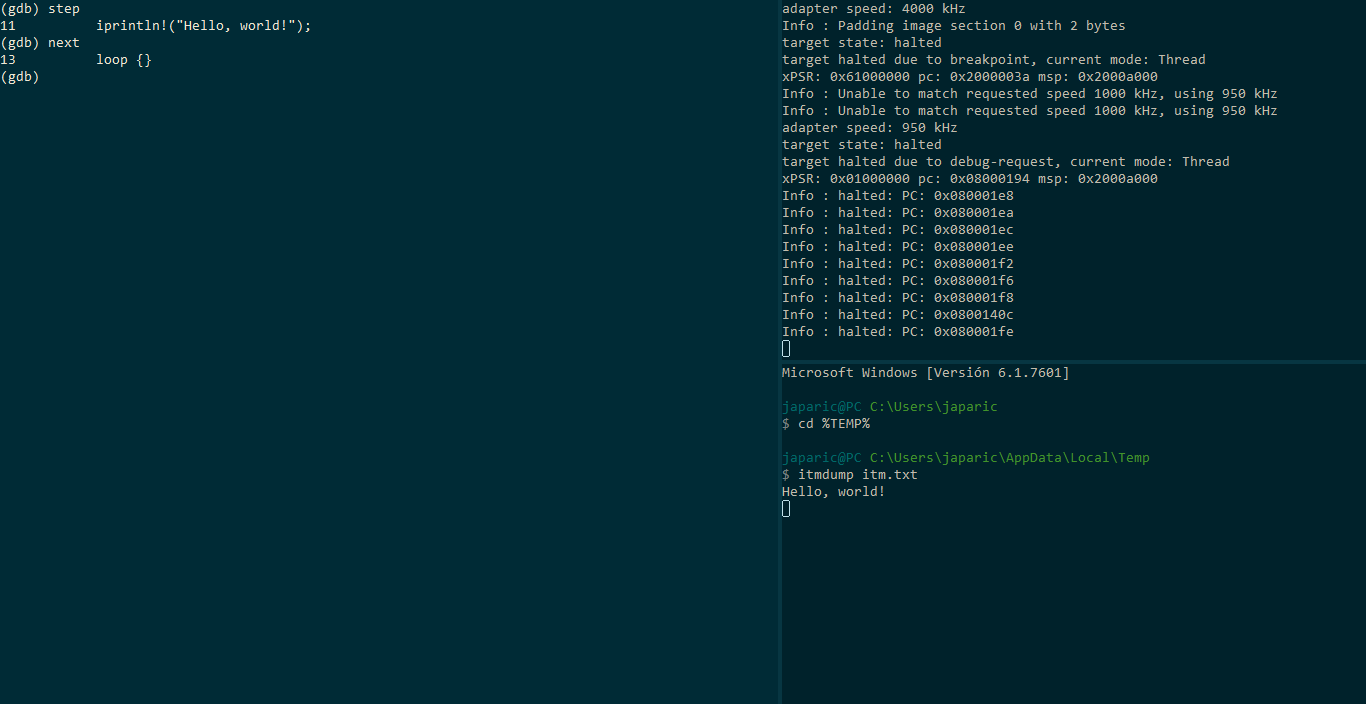 (gdb) step
11          iprintln!("Hello, world!");
(gdb) next
13          loop {}
(gdb)
adapter speed: 4000 kHz
Info : Padding image section 0 with 2 bytes
target state: halted
target halted due to breakpoint, current mode: Thread
xPSR: 0x61000000 pc: 0x2000003a msp: 0x2000a000
Info : Unable to match requested speed 1000 kHz, using 950 kHz
Info : Unable to match requested speed 1000 kHz, using 950 kHz
adapter speed: 950 kHz
target state: halted
target halted due to debug-request, current mode: Thread
xPSR: 0x01000000 pc: 0x08000194 msp: 0x2000a000
Info : halted: PC: 0x080001e8
Info : halted: PC: 0x080001ea
Info : halted: PC: 0x080001ec
Info : halted: PC: 0x080001ee
Info : halted: PC: 0x080001f2
Info : halted: PC: 0x080001f6
Info : halted: PC: 0x080001f8
Info : halted: PC: 0x0800140c
Info : halted: PC: 0x080001fe
Microsoft Windows [Versión 6.1.7601]
japaric@PC C:\Users\japaric
$ cd %TEMP%
japaric@PC C:\Users\japaric\AppData\Local\Temp
$ itmdump itm.txt
Hello, world!